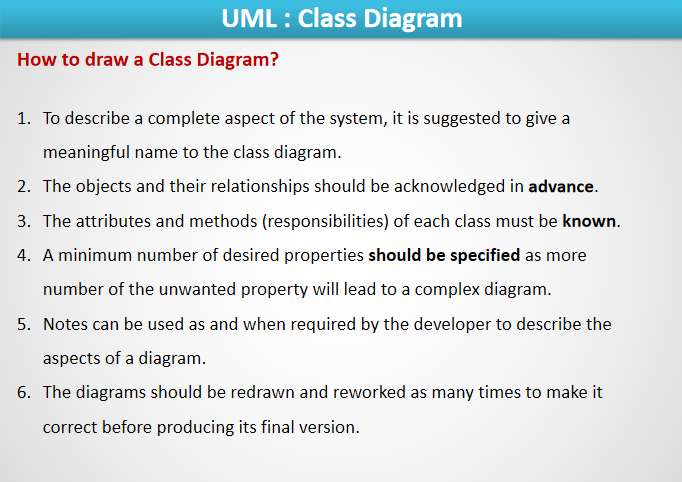 UML : Class Diagram
How to draw a Class Diagram?
1. To describe a complete aspect of the system, it is suggested to give a
meaningful name to the class diagram.
2. The objects and their relationships should be acknowledged in advance.
3. The attributes and methods (responsibilities) of each class must be known.
4. A minimum number of desired properties should be specified as more
number of the unwanted property will lead to a complex diagram.
5. Notes can be used as and when required by the developer to describe the
aspects of a diagram.
6. The diagrams should be redrawn and reworked as many times to make it
correct before producing its final version.